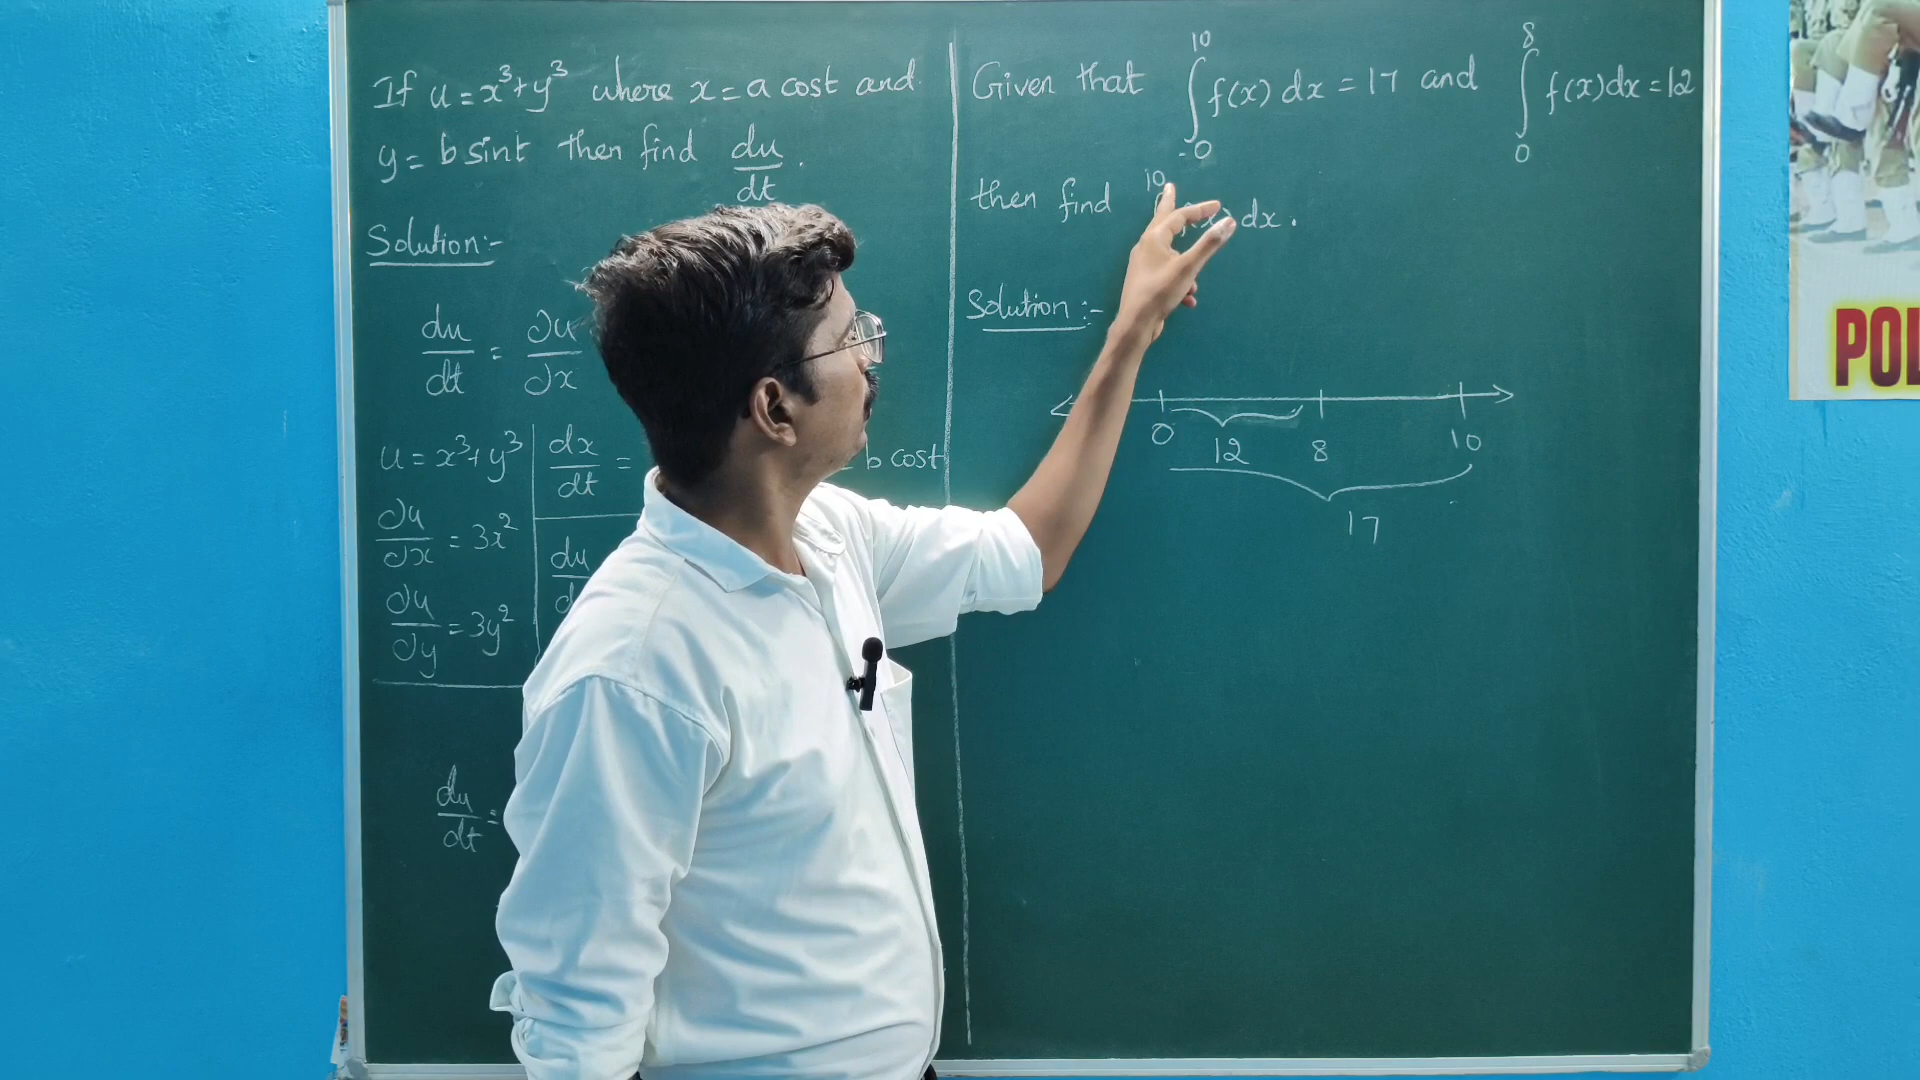 If u = x³+y³ where x = a cost and
y = b sint then find du/dt .
Solution:-
du/dt = ∂u/∂x
u = x³+y³
dx/dt =
= b cost
∂u/∂x = 3x²
du
∂u/∂y = 3y²
du/dt =
Given that ∫₀¹⁰ f(x) dx = 17 and ∫₀⁸ f(x)dx = 12
then find 10 dx .
Solution :-
0 12 8 10
17
POL